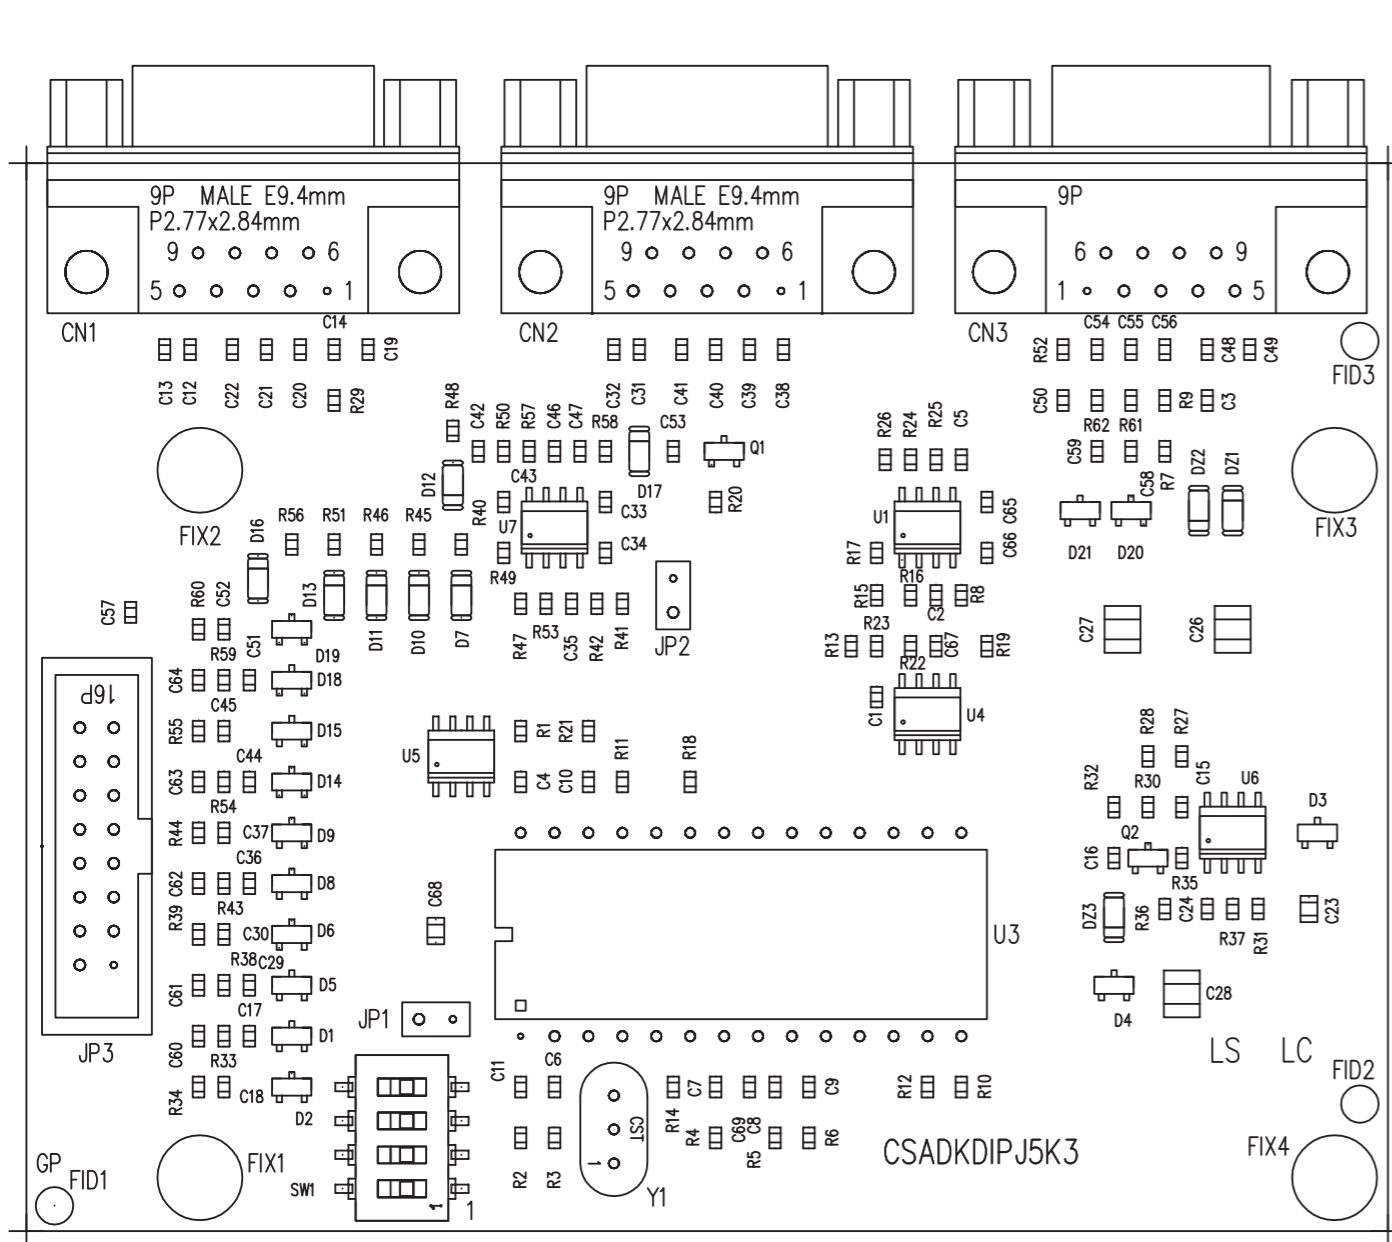 9P MALE E9.4mm
P2.77x2.84mm
9 6
5 1
CN1
9P MALE E9.4mm
P2.77x2.84mm
9 6
5 1
CN2
9P
6 9
1 5
CN3
C14
C19
C13
C12
C22
C21
C20
R29
C32
C31
C41
C40
C39
C38
C54
C55
C56
R52
C48
C49
FID3
C50
R62
R61
R9
C3
R48
C42
R50
R57
C46
C47
R58
C53
Q1
D12
C43
D17
R20
R40
U7
C33
C34
R49
R26
R24
R25
C5
U1
C65
C66
R17
R16
R15
C2
R8
C59
C58
R7
DZ2
DZ1
D21
D20
FIX3
FIX2
D16
R56
R51
R46
R45
D13
D11
D10
D7
R47
R53
C35
R42
R41
JP2
R13
R23
R22
C67
R19
C1
U4
C27
C26
C57
R60
C52
C51
R59
D19
C64
D18
C45
16P
R55
D15
C44
C63
D14
R54
R44
C37
D9
C36
C62
D8
R43
R39
C30
D6
R38
C29
C61
D5
C17
C60
R33
D1
R34
C18
D2
JP3
U5
R1
R21
C4
C10
R11
R18
C68
U3
JP1
R28
R27
R32
R30
C15
U6
D3
Q2
C16
R35
DZ3
R36
C24
R37
R31
C23
D4
C28
LS LC
FID2
C11
C6
R14
C7
C69
C8
C9
R12
R10
R2
R3
CST
1
Y1
R4
R5
R6
CSADKDIPJ5K3
FIX4
GP
FID1
FIX1
SW1
1
1